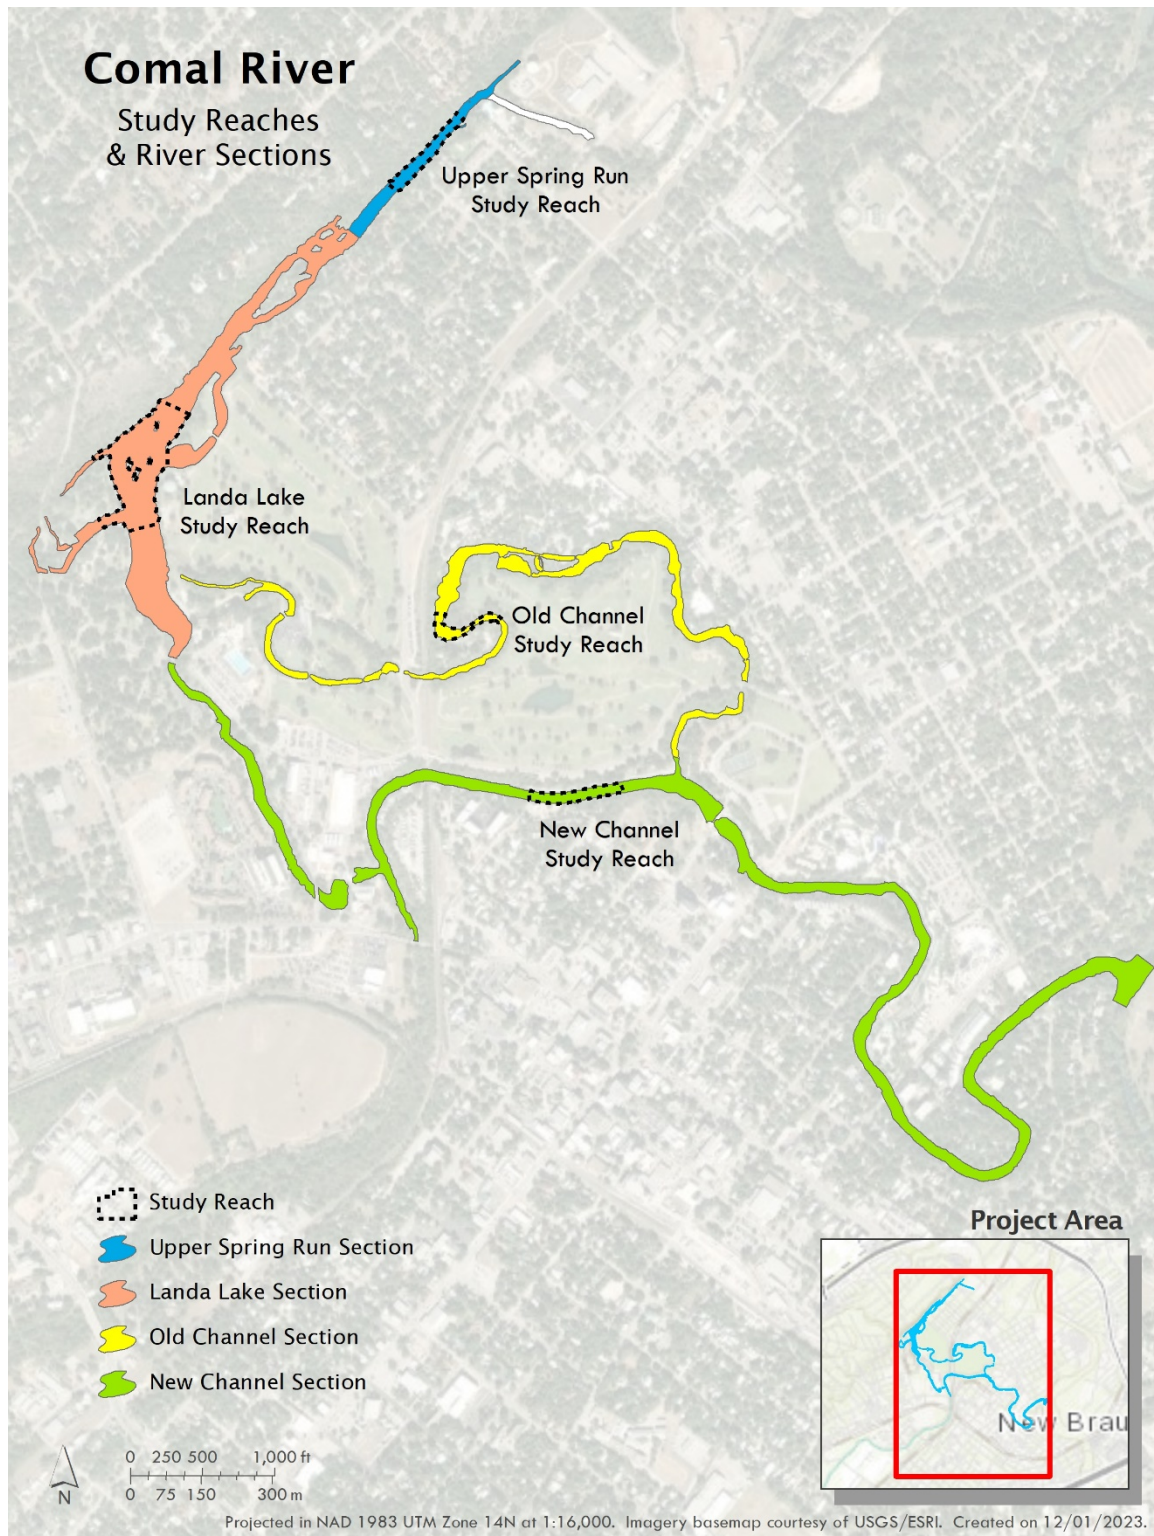 Comal River
Study Reaches
& River Sections
Upper Spring Run
Study Reach
Landa Lake
Study Reach
Old Channel
Study Reach
New Channel
Study Reach
Study Reach
Upper Spring Run Section
Landa Lake Section
Old Channel Section
New Channel Section
Project Area
New Brau
0 250 500 1,000 ft
0 75 150 300 m
N
Projected in NAD 1983 UTM Zone 14N at 1:16,000. Imagery basemap courtesy of USGS/ESRI. Created on 12/01/2023.